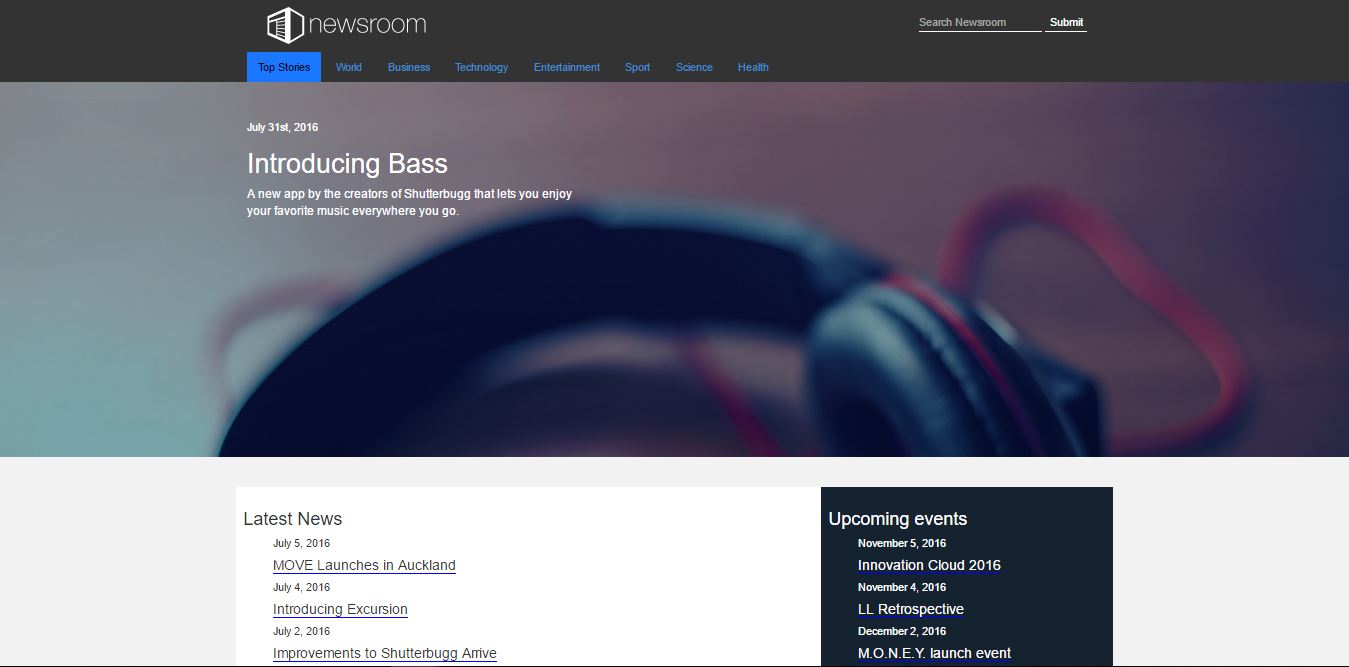 newsroom
Search Newsroom Submit
Top Stories World Business Technology Entertainment Sport Science Health
July 31st, 2016
Introducing Bass
A new app by the creators of Shutterbugg that lets you enjoy
your favorite music everywhere you go.
Latest News
July 5, 2016
MOVE Launches in Auckland
July 4, 2016
Introducing Excursion
July 2, 2016
Improvements to Shutterbugg Arrive
Upcoming events
November 5, 2016
Innovation Cloud 2016
November 4, 2016
LL Retrospective
December 2, 2016
M.O.N.E.Y. launch event